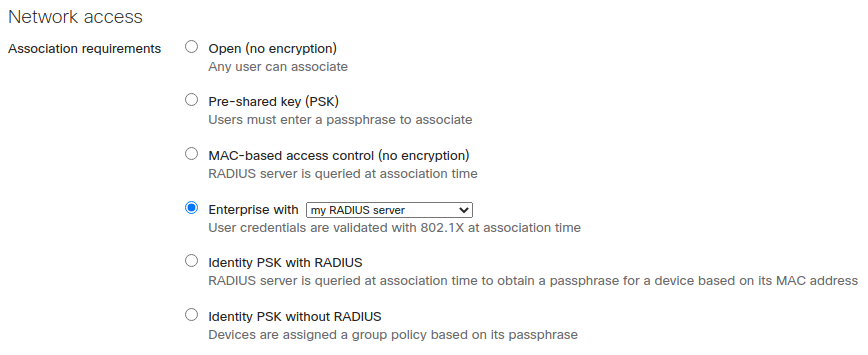 Network access
Association requirements
Open (no encryption)
Any user can associate
Pre-shared key (PSK)
Users must enter a passphrase to associate
MAC-based access control (no encryption)
RADIUS server is queried at association time
Enterprise with my RADIUS server
User credentials are validated with 802.1X at association time
Identity PSK with RADIUS
RADIUS server is queried at association time to obtain a passphrase for a device based on its MAC address
Identity PSK without RADIUS
Devices are assigned a group policy based on its passphrase